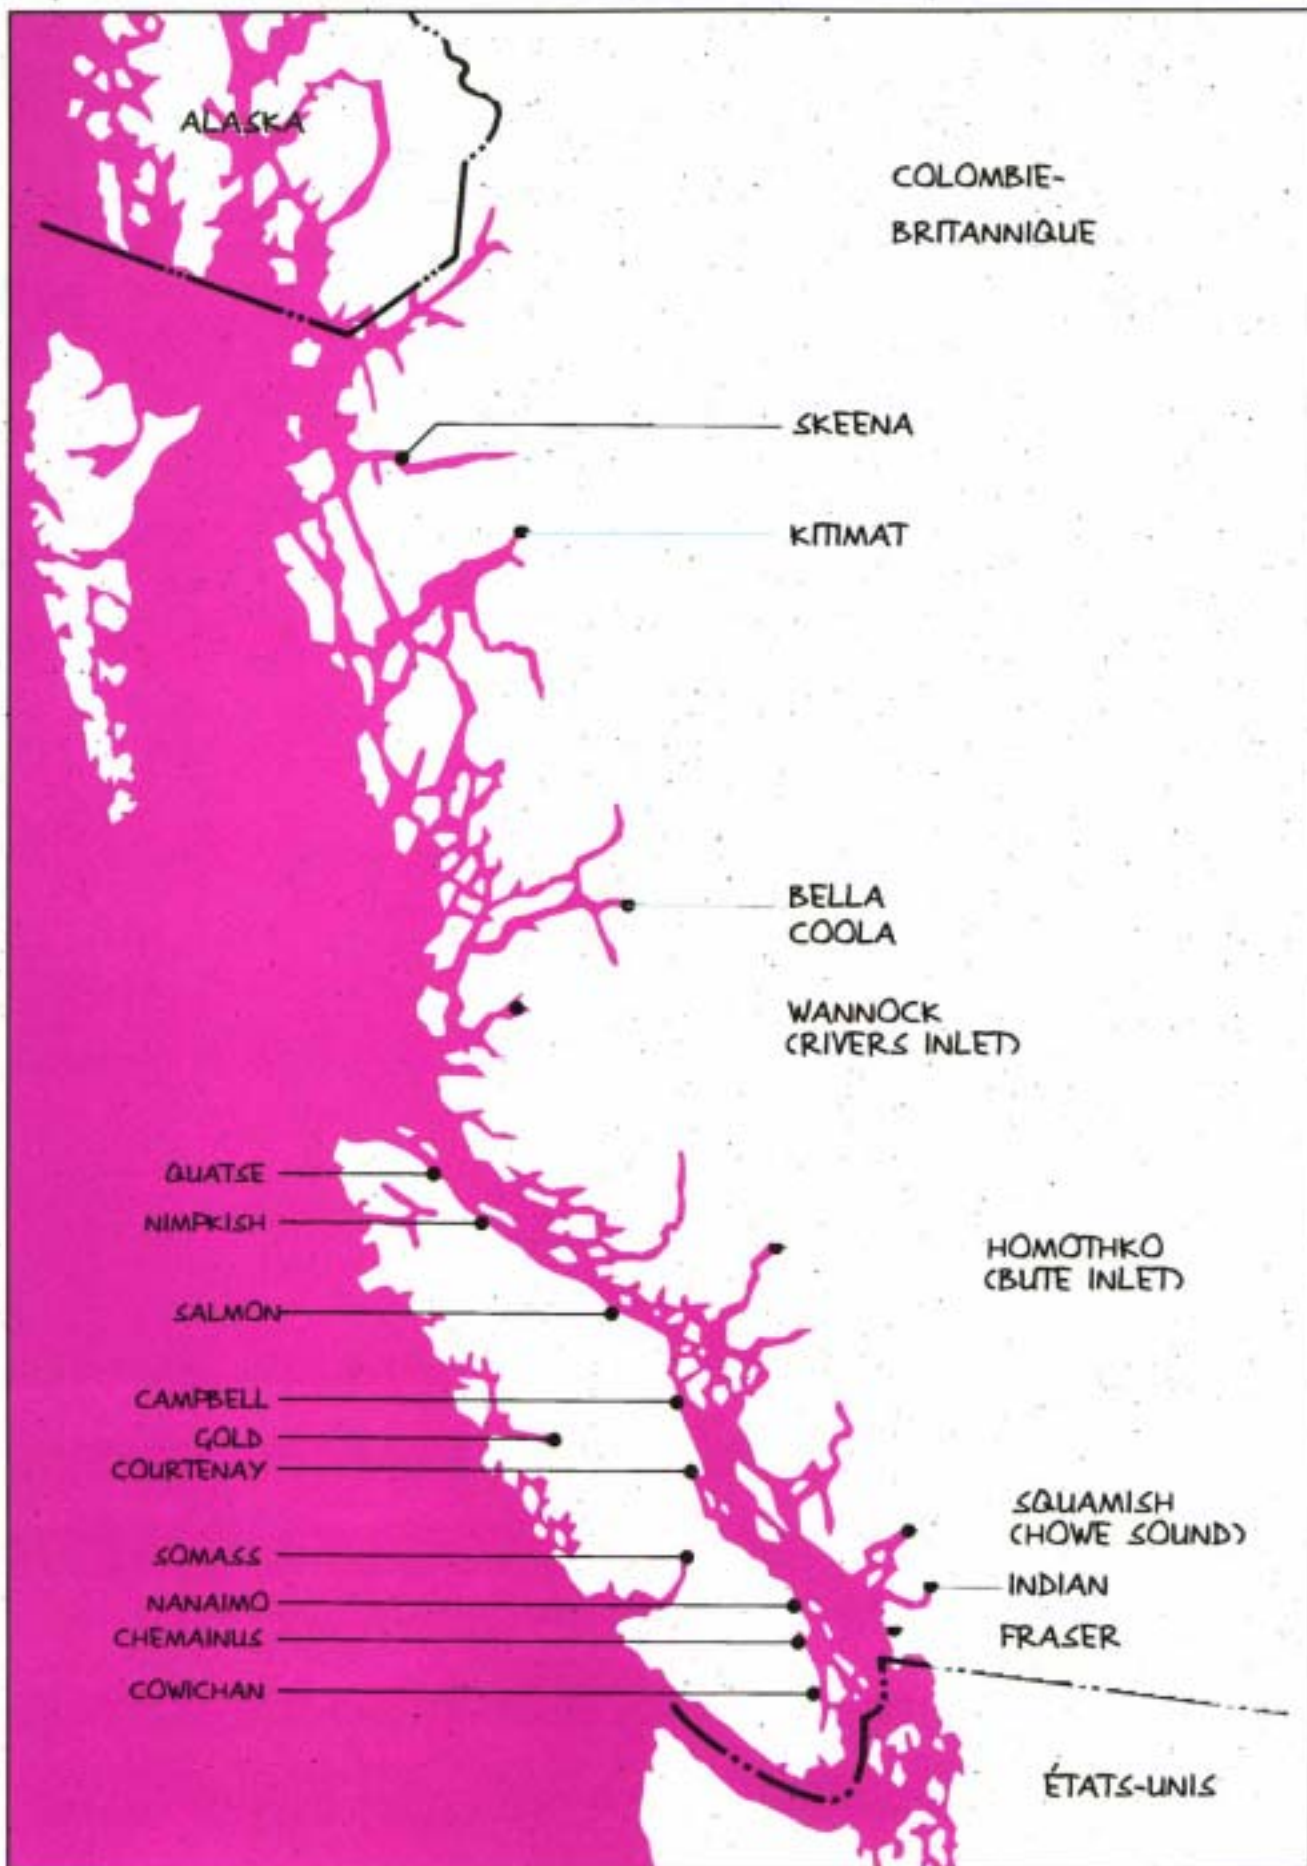 ALASKA
COLOMBIE-
BRITANNIQUE
SKEENA
KITIMAT
BELLA
COOLA
WANNOCK
(RIVERS INLET)
QUATSE
NIMPKISH
HOMOTHKO
(BUTE INLET)
SALMON
CAMPBELL
GOLD
COURTENAY
SQUAMISH
(HOWE SOUND)
SOMASS
INDIAN
NANAIMO
FRASER
CHEMAINUS
COWICHAN
ÉTATS-UNIS